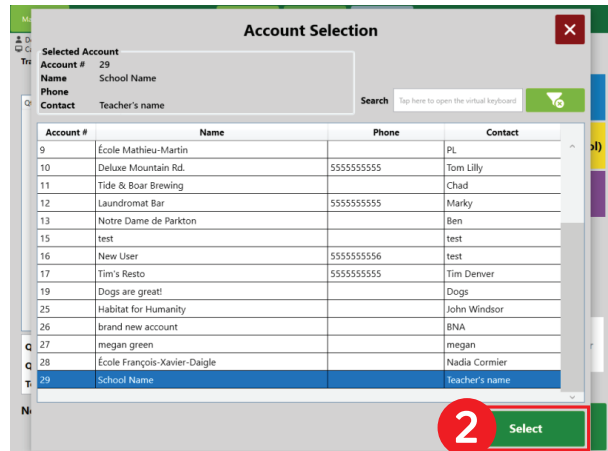 Ma
Account Selection
Selected Account
Account # 29
Name School Name
Phone
Contact Teacher's name
Search Tap here to open the virtual keyboard
Account # Name Phone Contact
9 École Mathieu-Martin PL
10 Deluxe Mountain Rd. 5555555555 Tom Lilly
11 Tide & Boar Brewing Chad
12 Laundromat Bar 5555555555 Marky
13 Notre Dame de Parkton Ben
15 test test
16 New User 5555555556 test
17 Tim's Resto 5555555555 Tim Denver
19 Dogs are great! Dogs
25 Habitat for Humanity John Windsor
26 brand new account BNA
27 megan green megan
28 École François-Xavier-Daigle Nadia Cormier
29 School Name Teacher's name
2 Select